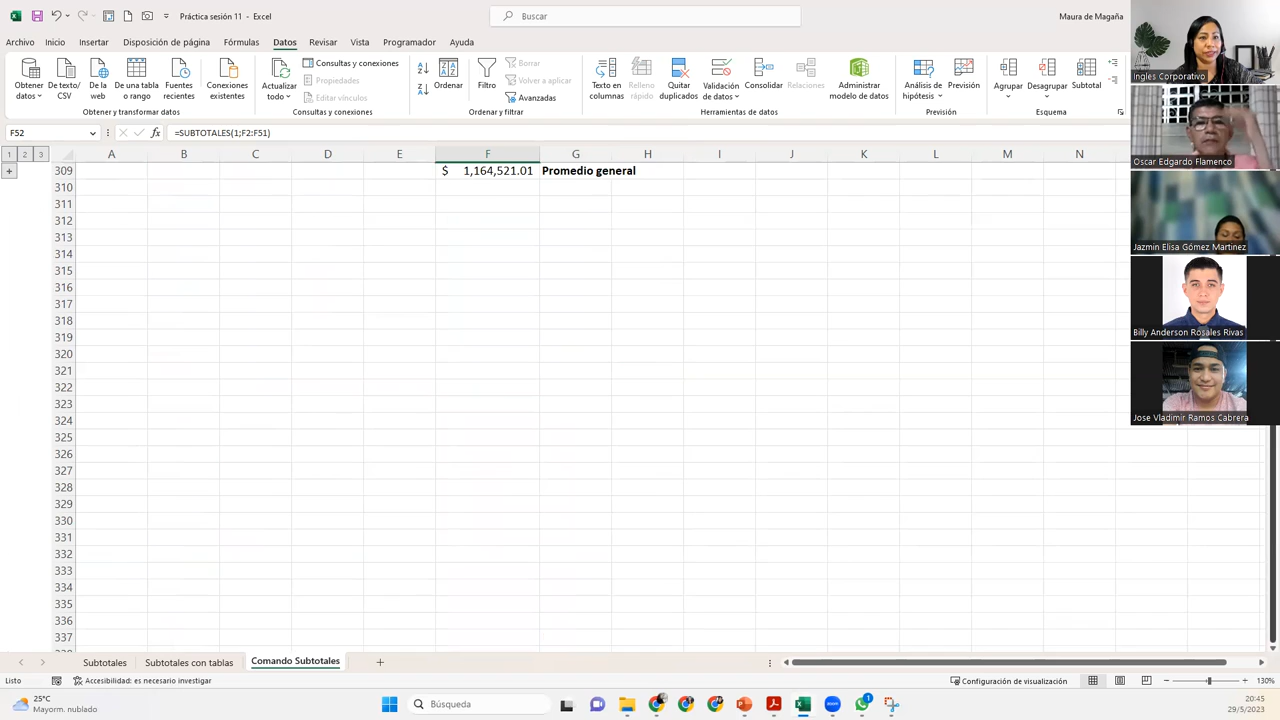 Práctica sesión 11 - Excel
Buscar
Maura de Magaña
Archivo Inicio Insertar Disposición de página Fórmulas Datos Revisar Vista Programador Ayuda
Obtener datos
De texto/ CSV
De la web
De una tabla o rango
Fuentes recientes
Conexiones existentes
Obtener y transformar datos
Actualizar todo
Consultas y conexiones
Propiedades
Editar vínculos
Consultas y conexiones
Ordenar
Filtro
Borrar
Volver a aplicar
Avanzadas
Ordenar y filtrar
Texto en columnas
Relleno rápido
Quitar duplicados
Validación de datos
Consolidar
Relaciones
Administrar modelo de datos
Herramientas de datos
Análisis de hipótesis
Previsión
Previsión
Agrupar
Desagrupar
Subtotal
Esquema
F52
=SUBTOTALES(1;F2:F51)
1 2 3
A B C D E F G H I J K L M N
309 $ 1,164,521.01 Promedio general
310
311
312
313
314
315
316
317
318
319
320
321
322
323
324
325
326
327
328
329
330
331
332
333
334
335
336
337
Ingles Corporativo
Oscar Edgardo Flamenco
Jazmin Elisa Gómez Martinez
Billy Anderson Rosales Rivas
Jose Vladimir Ramos Cabrera
Subtotales Subtotales con tablas Comando Subtotales
Listo
Accesibilidad: es necesario investigar
Configuración de visualización
130%
25°C
Mayorm. nublado
Búsqueda
1
20:45
29/5/2023